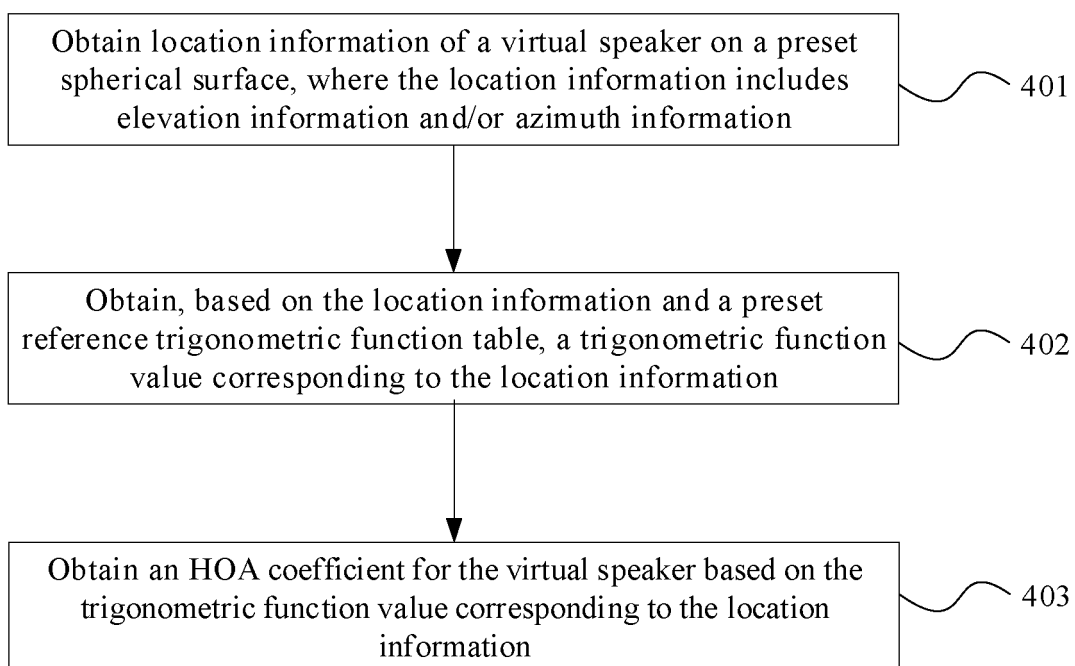 Obtain location information of a virtual speaker on a preset
spherical surface, where the location information includes
elevation information and/or azimuth information
401
Obtain, based on the location information and a preset
reference trigonometric function table, a trigonometric function
value corresponding to the location information
402
Obtain an HOA coefficient for the virtual speaker based on the
trigonometric function value corresponding to the location
information
403